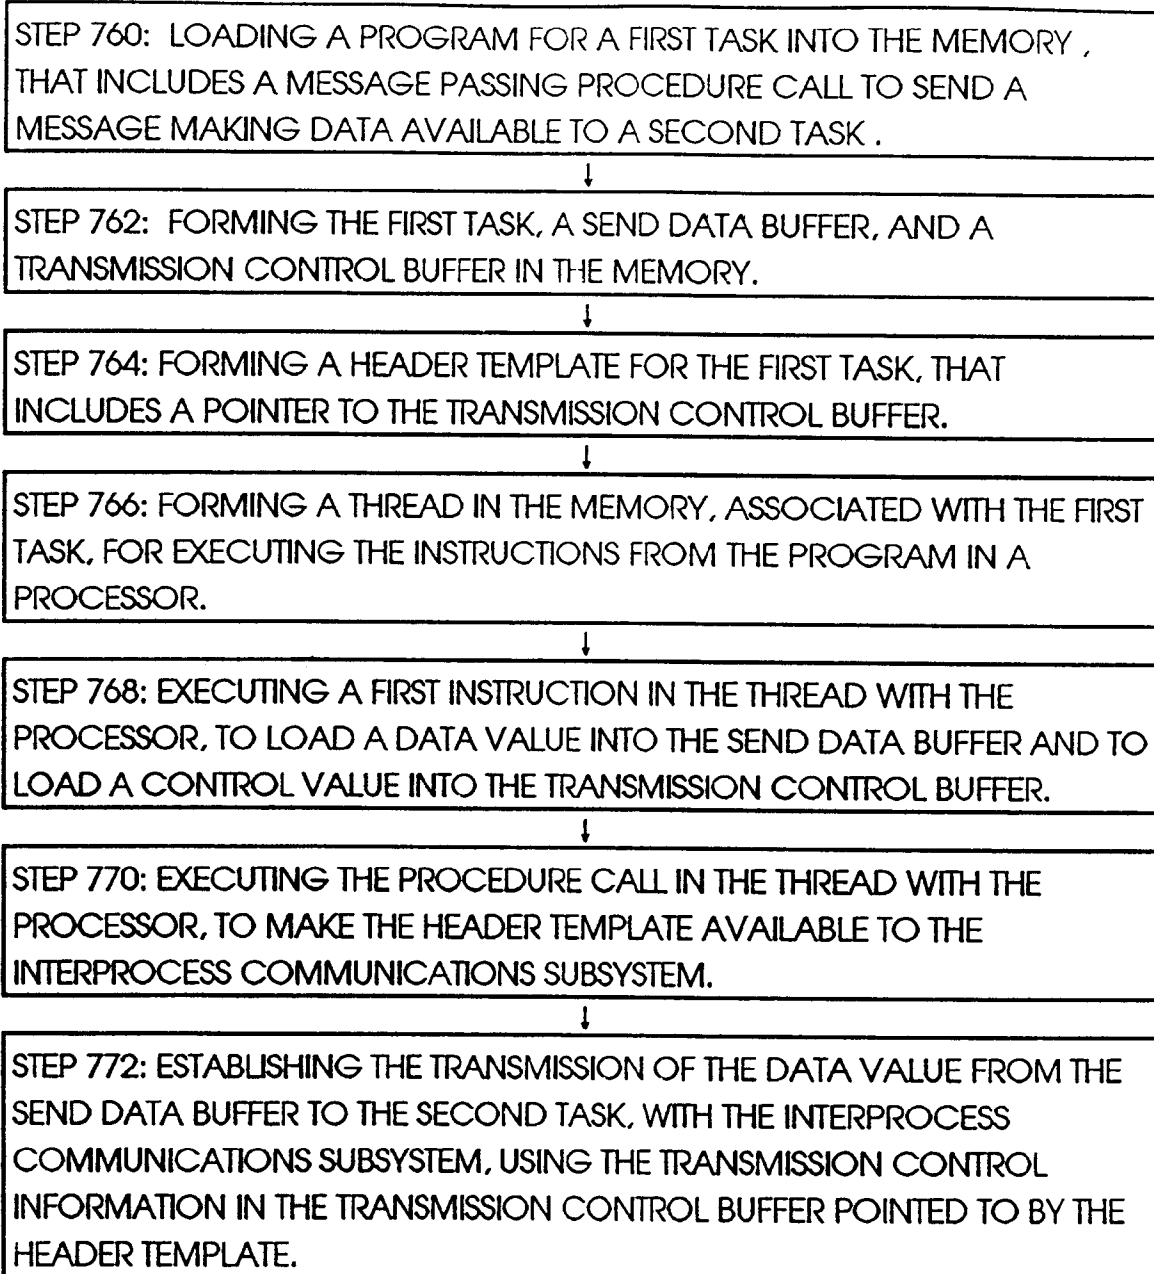 STEP 760: LOADING A PROGRAM FOR A FIRST TASK INTO THE MEMORY ,
THAT INCLUDES A MESSAGE PASSING PROCEDURE CALL TO SEND A
MESSAGE MAKING DATA AVAILABLE TO A SECOND TASK .
STEP 762: FORMING THE FIRST TASK, A SEND DATA BUFFER, AND A
TRANSMISSION CONTROL BUFFER IN THE MEMORY.
STEP 764: FORMING A HEADER TEMPLATE FOR THE FIRST TASK, THAT
INCLUDES A POINTER TO THE TRANSMISSION CONTROL BUFFER.
STEP 766: FORMING A THREAD IN THE MEMORY, ASSOCIATED WITH THE FIRST
TASK, FOR EXECUTING THE INSTRUCTIONS FROM THE PROGRAM IN A
PROCESSOR.
STEP 768: EXECUTING A FIRST INSTRUCTION IN THE THREAD WITH THE
PROCESSOR, TO LOAD A DATA VALUE INTO THE SEND DATA BUFFER AND TO
LOAD A CONTROL VALUE INTO THE TRANSMISSION CONTROL BUFFER.
STEP 770: EXECUTING THE PROCEDURE CALL IN THE THREAD WITH THE
PROCESSOR, TO MAKE THE HEADER TEMPLATE AVAILABLE TO THE
INTERPROCESS COMMUNICATIONS SUBSYSTEM.
STEP 772: ESTABLISHING THE TRANSMISSION OF THE DATA VALUE FROM THE
SEND DATA BUFFER TO THE SECOND TASK, WITH THE INTERPROCESS
COMMUNICATIONS SUBSYSTEM, USING THE TRANSMISSION CONTROL
INFORMATION IN THE TRANSMISSION CONTROL BUFFER POINTED TO BY THE
HEADER TEMPLATE.